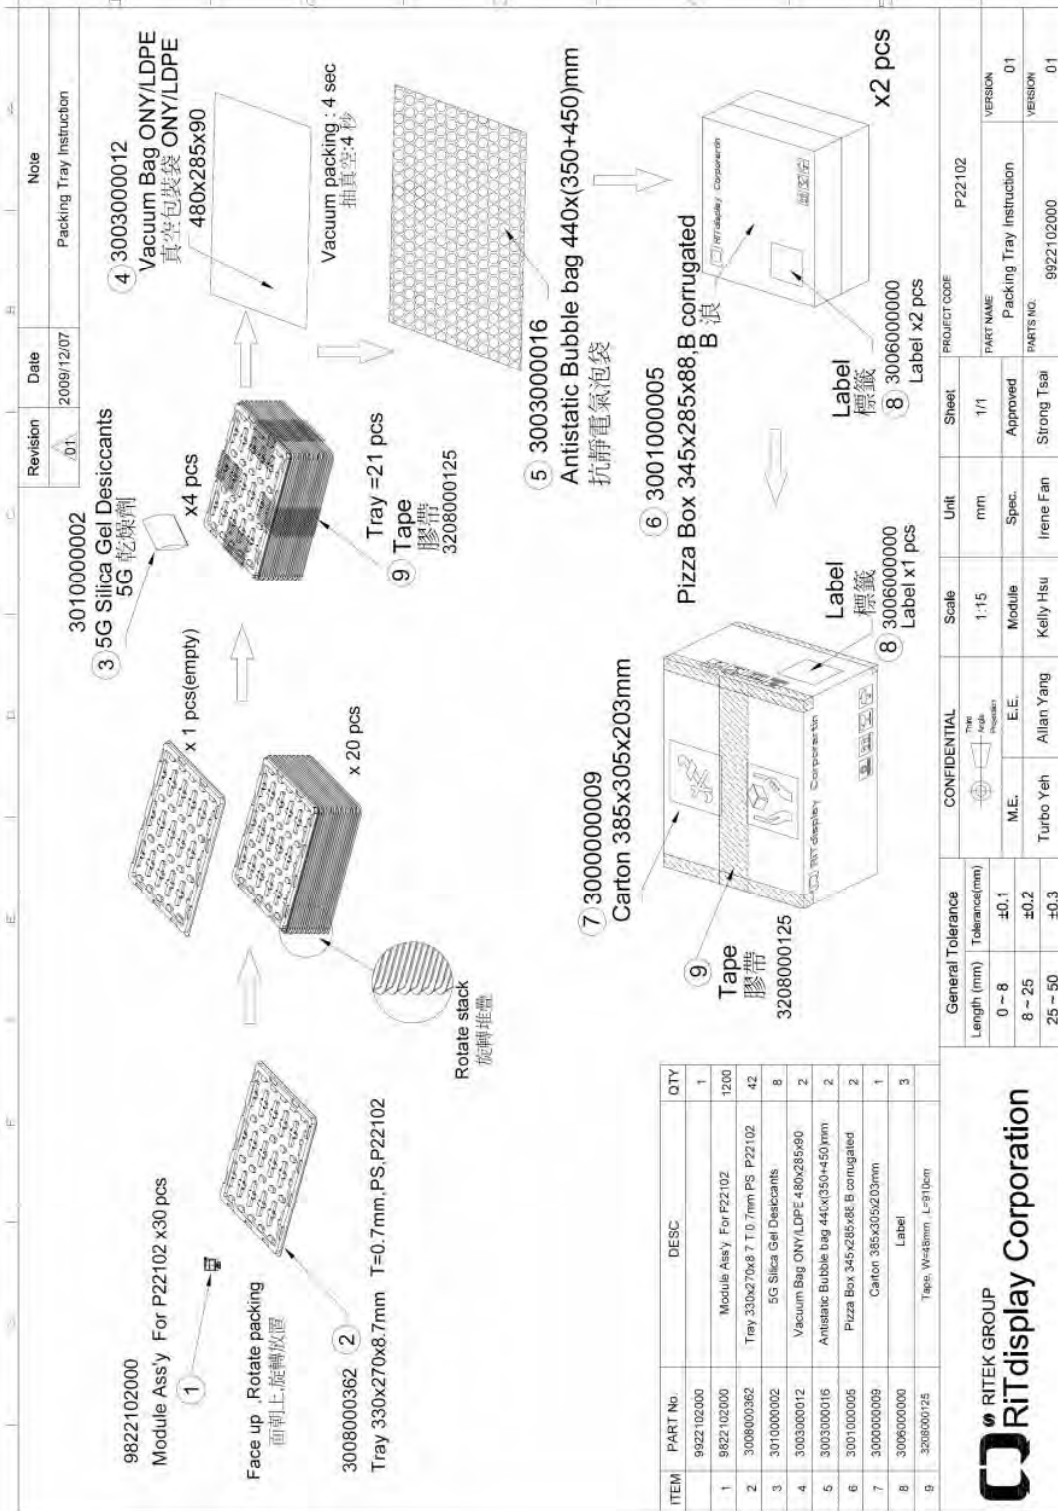 Revision Date Note
01 2009/12/07 Packing Tray Instruction
9822102000
Module Ass'y For P22102 x30 pcs
1
Face up ,Rotate packing
面朝上,旋轉放置
3008000362 2
Tray 330x270x8.7mm T=0.7mm,PS,P22102
x 1 pcs(empty)
x 20 pcs
Rotate stack
旋轉堆疊
3010000002
3 5G Silica Gel Desiccants
5G 乾燥劑
x4 pcs
Tray =21 pcs
9 Tape
膠帶
3208000125
4 3003000012
Vacuum Bag ONY/LDPE
真空包裝袋 ONY/LDPE
480x285x90
Vacuum packing : 4 sec
抽真空:4 秒
5 3003000016
Antistatic Bubble bag 440x(350+450)mm
抗靜電氣泡袋
6 3001000005
Pizza Box 345x285x88,B corrugated
B 浪
RiTdisplay Corporartin
x2 pcs
Label
標籤
8 3006000000
Label x2 pcs
7 3000000009
Carton 385x305x203mm
RiTdisplay Corporartin
9
Tape
膠帶
3208000125
Label
標籤
8 3006000000
Label x1 pcs
ITEM PART No. DESC QTY
9922102000 1
1 9822102000 Module Ass'y For P22102 1200
2 3008000362 Tray 330x270x8.7 T 0.7mm PS P22102 42
3 3010000002 5G Silica Gel Desiccants 8
4 3003000012 Vacuum Bag ONY/LDPE 480x285x90 2
5 3003000016 Antistatic Bubble bag 440x(350+450)mm 2
6 3001000005 Pizza Box 345x285x88,B corrugated 2
7 3000000009 Carton 385x305x203mm 1
8 3006000000 Label 3
9 3208000125 Tape, W=48mm , L=910cm
RITEK GROUP
RiTdisplay Corporation
General Tolerance
Length (mm) Tolerance(mm)
0 ~ 8 ±0.1
8 ~ 25 ±0.2
25 ~ 50 ±0.3
CONFIDENTIAL Scale Unit Sheet PROJECT CODE P22102
Third Angle Projection 1:15 mm 1/1 PART NAME Packing Tray Instruction VERSION 01
M.E. E.E. Module Spec. Approved
Turbo Yeh Allan Yang Kelly Hsu Irene Fan Strong Tsai PARTS NO. 9922102000 VERSION 01